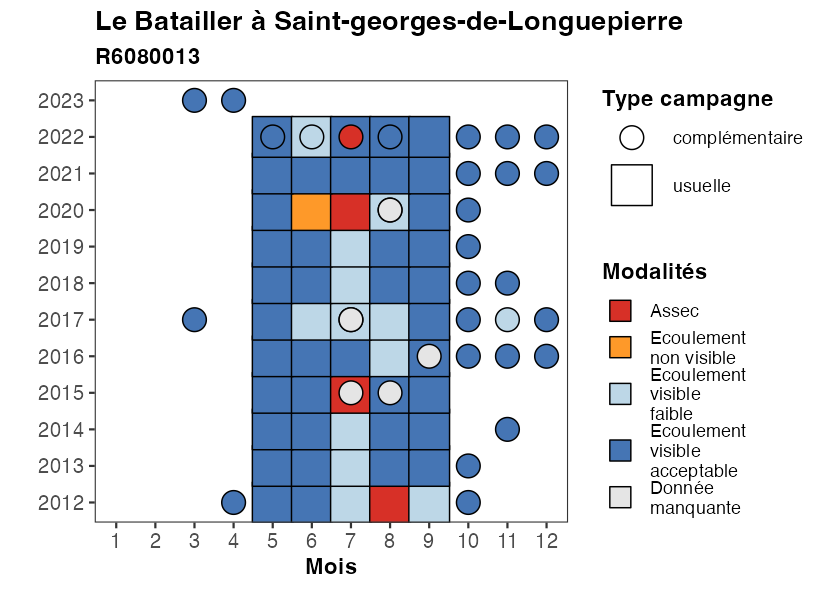 Le Batailler à Saint-georges-de-Longuepierre
R6080013
2023
2022
2021
2020
2019
2018
2017
2016
2015
2014
2013
2012
1 2 3 4 5 6 7 8 9 10 11 12
Mois
Type campagne
complémentaire
usuelle
Modalités
Assec
Ecoulement
non visible
Ecoulement
visible
faible
Ecoulement
visible
acceptable
Donnée
manquante